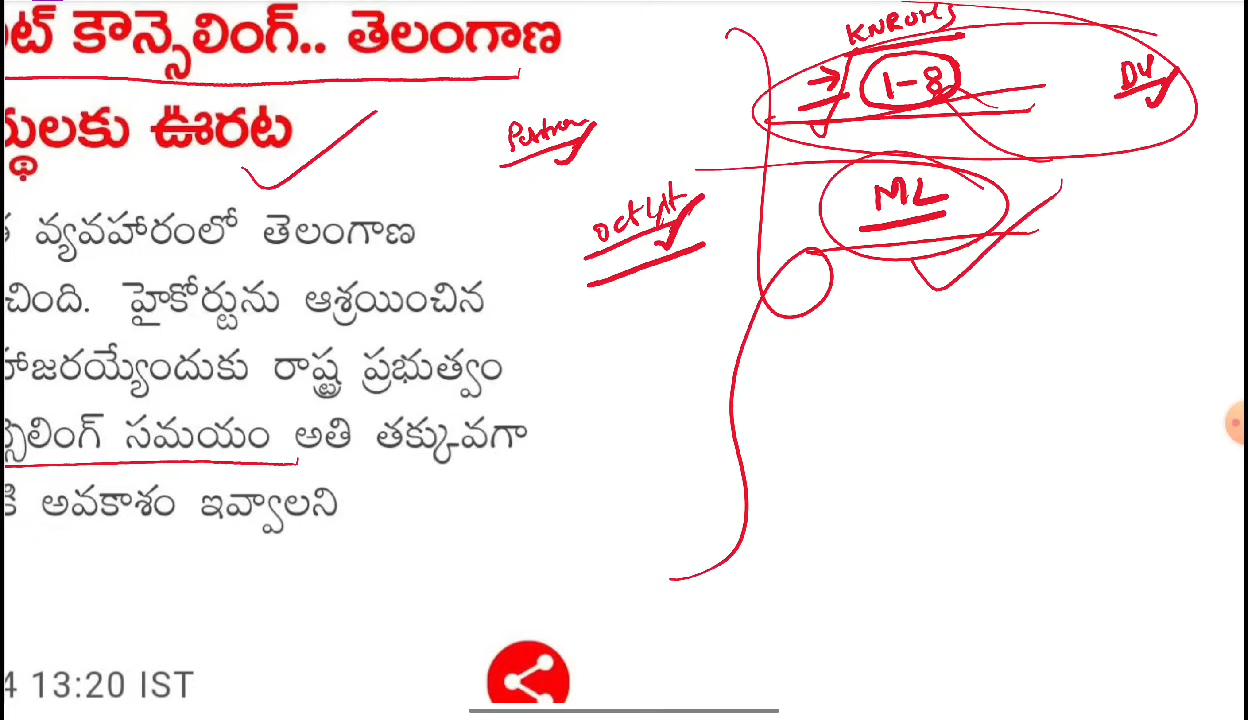 ట్ కౌన్సెలింగ్.. తెలంగాణ
ర్థులకు ఊరట
వ్యవహారంలో తెలంగాణ
చింది. హైకోర్టును ఆశ్రయించిన
హాజరయ్యేందుకు రాష్ట్ర ప్రభుత్వం
న్సెలింగ్ సమయం అతి తక్కువగా
కి అవకాశం ఇవ్వాలని
4 13:20 IST
KNRUHS
→ 1-8
DV
ML
oct 4th